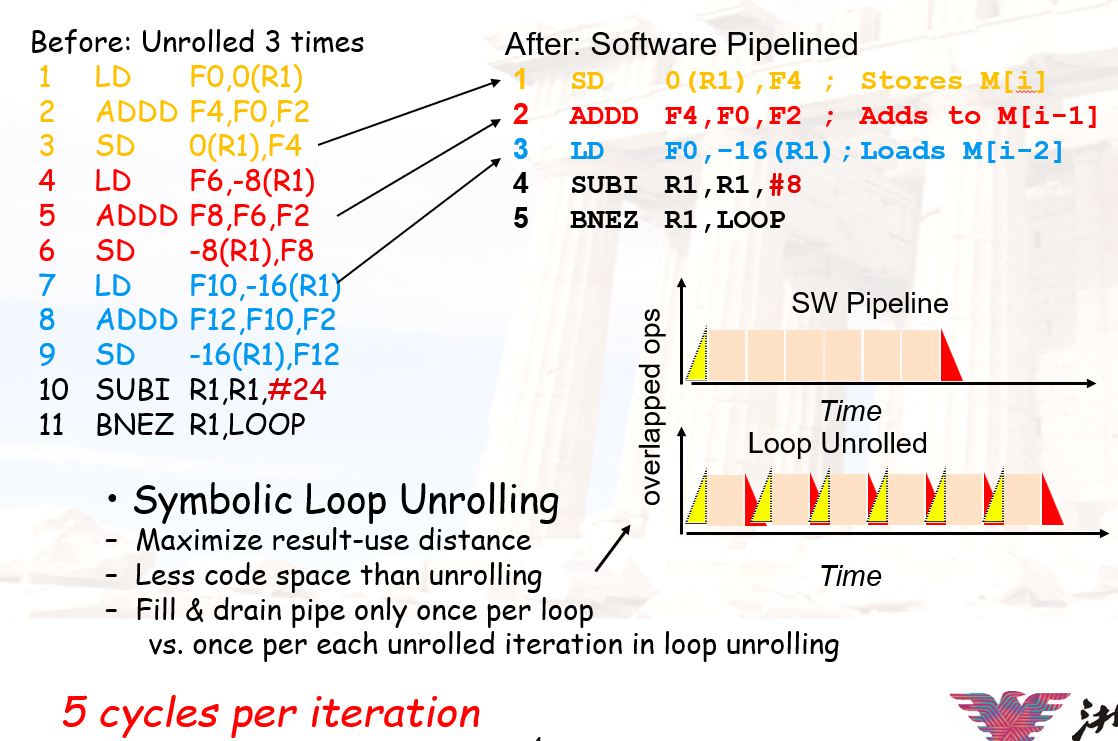 Before: Unrolled 3 times
1 LD F0,0(R1)
2 ADDD F4,F0,F2
3 SD 0(R1),F4
4 LD F6,-8(R1)
5 ADDD F8,F6,F2
6 SD -8(R1),F8
7 LD F10,-16(R1)
8 ADDD F12,F10,F2
9 SD -16(R1),F12
10 SUBI R1,R1,#24
11 BNEZ R1,LOOP
After: Software Pipelined
1 SD 0(R1),F4 ; Stores M[i]
2 ADDD F4,F0,F2 ; Adds to M[i-1]
3 LD F0,-16(R1); Loads M[i-2]
4 SUBI R1,R1,#8
5 BNEZ R1,LOOP
SW Pipeline
Time
overlapped ops
Loop Unrolled
Time
• Symbolic Loop Unrolling
– Maximize result-use distance
– Less code space than unrolling
– Fill & drain pipe only once per loop
vs. once per each unrolled iteration in loop unrolling
5 cycles per iteration